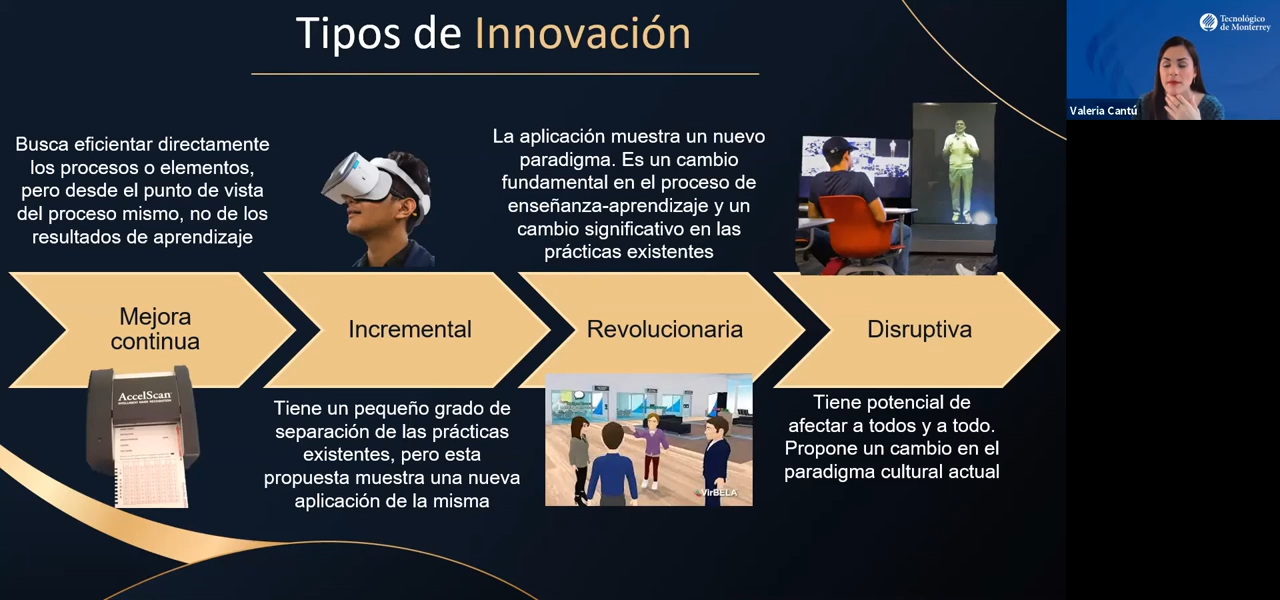 Tipos de Innovación
Tecnológico
de Monterrey
Valeria Cantú
Busca eficientar directamente
los procesos o elementos,
pero desde el punto de vista
del proceso mismo, no de los
resultados de aprendizaje
La aplicación muestra un nuevo
paradigma. Es un cambio
fundamental en el proceso de
enseñanza-aprendizaje y un
cambio significativo en las
prácticas existentes
Mejora
continua
Incremental
Revolucionaria
Disruptiva
AccelScan
Tiene un pequeño grado de
separación de las prácticas
existentes, pero esta
propuesta muestra una nueva
aplicación de la misma
VirBELA
Tiene potencial de
afectar a todos y a todo.
Propone un cambio en el
paradigma cultural actual